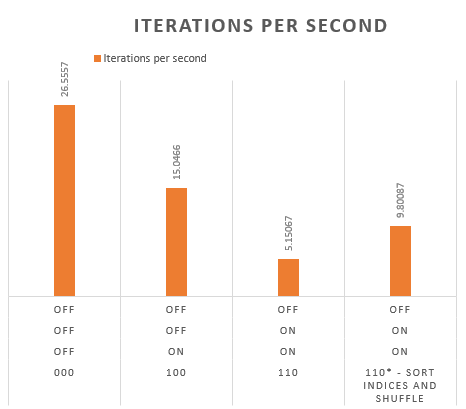 ITERATIONS PER SECOND
Iterations per second
26.5557
15.0466
5.15067
9.80087
OFF OFF OFF OFF
OFF OFF ON ON
OFF ON ON ON
000 100 110 110* - SORT
INDICES AND
SHUFFLE